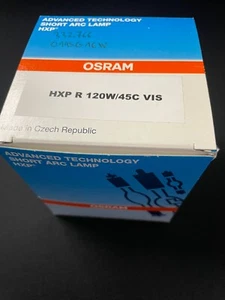 ADVANCED TECHNOLOGY
SHORT ARC LAMP
HXP®
OSRAM
HXP R 120W/45C VIS
Made in Czech Republic
ADVANCED TECHNOLOGY
SHORT ARC LAMP
HXP®
OSRAM